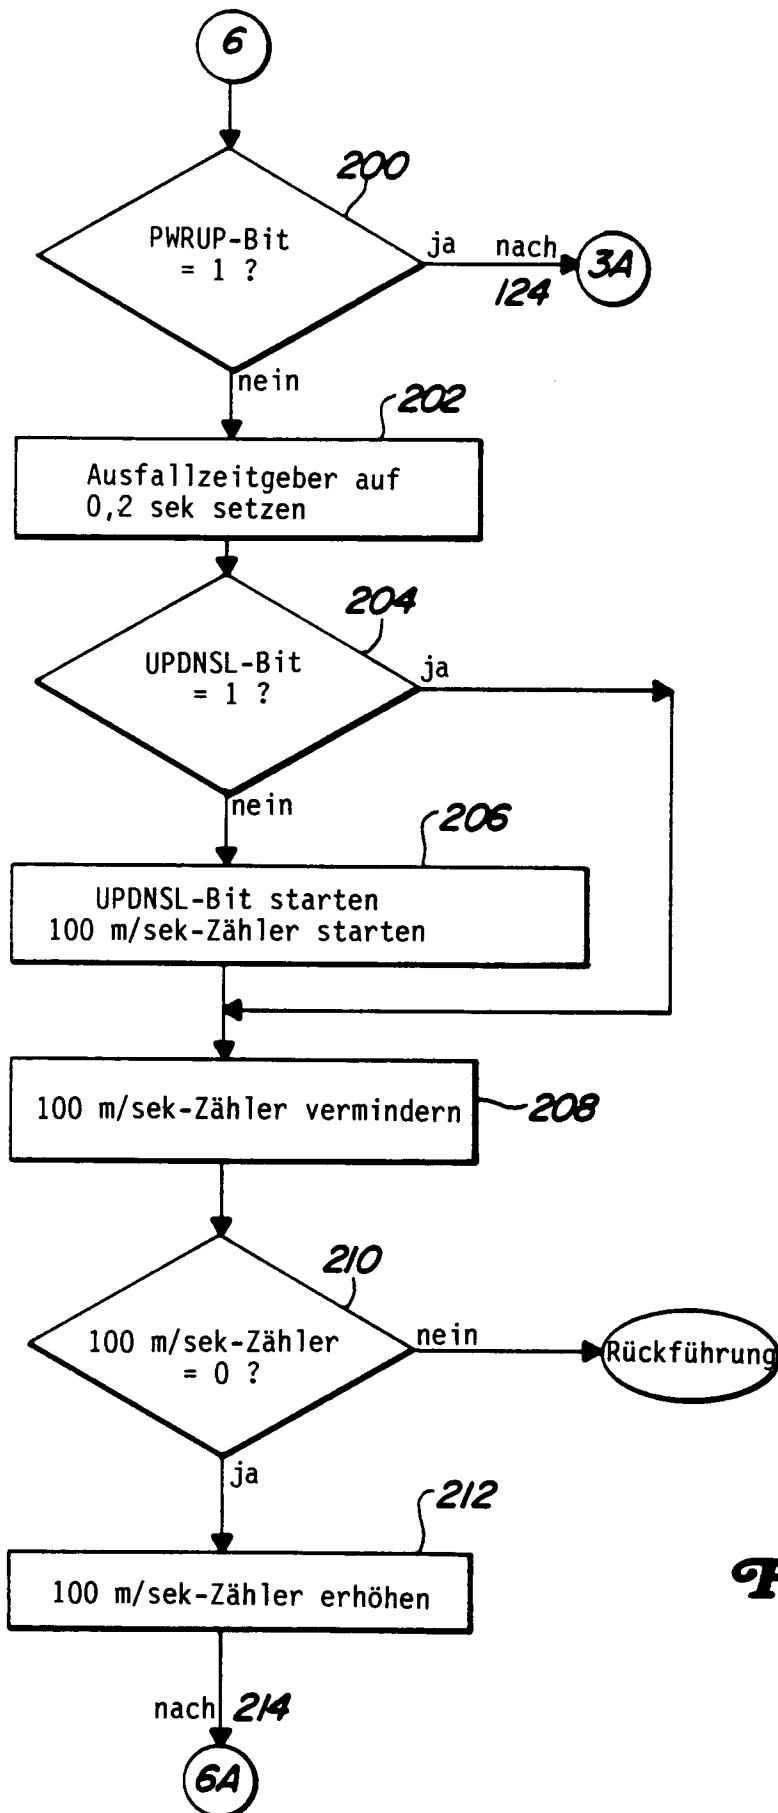 6
200
PWRUP-Bit
= 1 ?
ja nach
124
3A
nein
202
Ausfallzeitgeber auf
0,2 sek setzen
204
UPDNSL-Bit
= 1 ?
ja
nein
206
UPDNSL-Bit starten
100 m/sek-Zähler starten
100 m/sek-Zähler vermindern
208
210
100 m/sek-Zähler
= 0 ?
nein
Rückführung
ja
212
100 m/sek-Zähler erhöhen
nach 214
6A